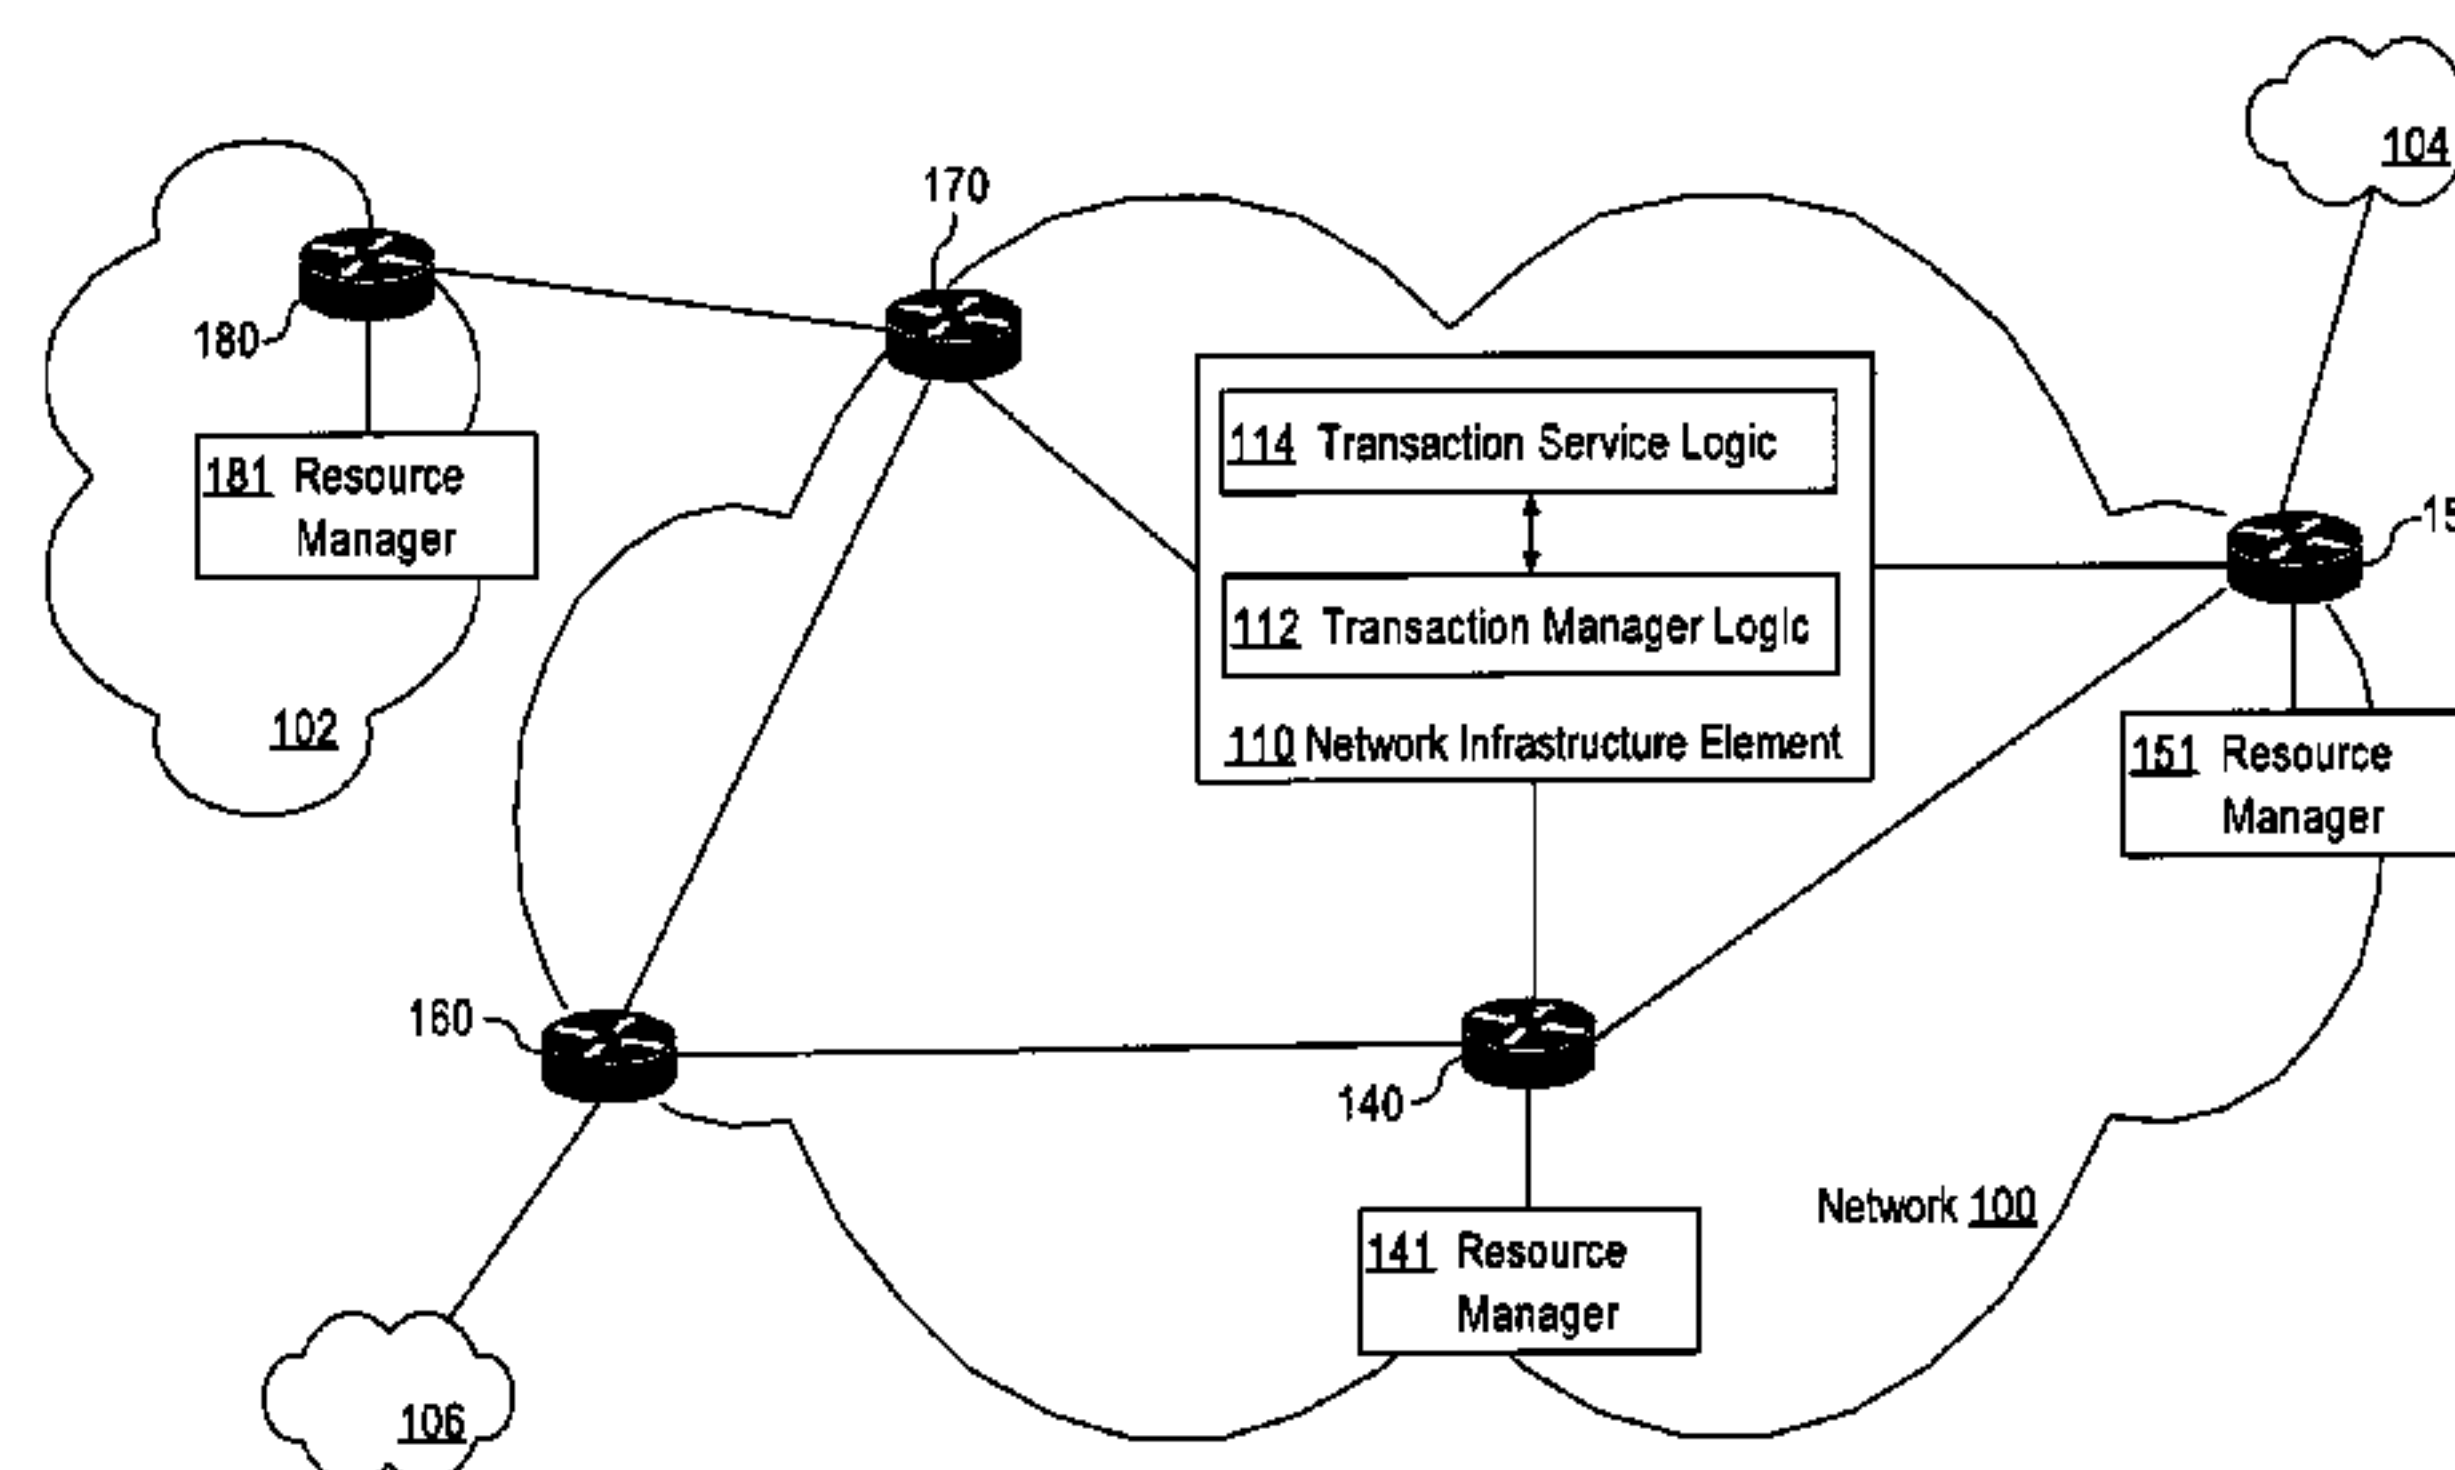 104
170
180
114 Transaction Service Logic
181 Resource
Manager
15
112 Transaction Manager Logic
102
110 Network Infrastructure Element
151 Resource
Manager
160
140
Network 100
141 Resource
Manager
106